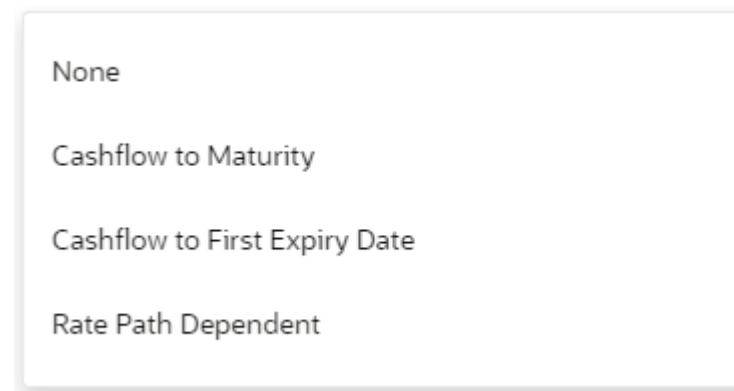 None
Cashflow to Maturity
Cashflow to First Expiry Date
Rate Path Dependent